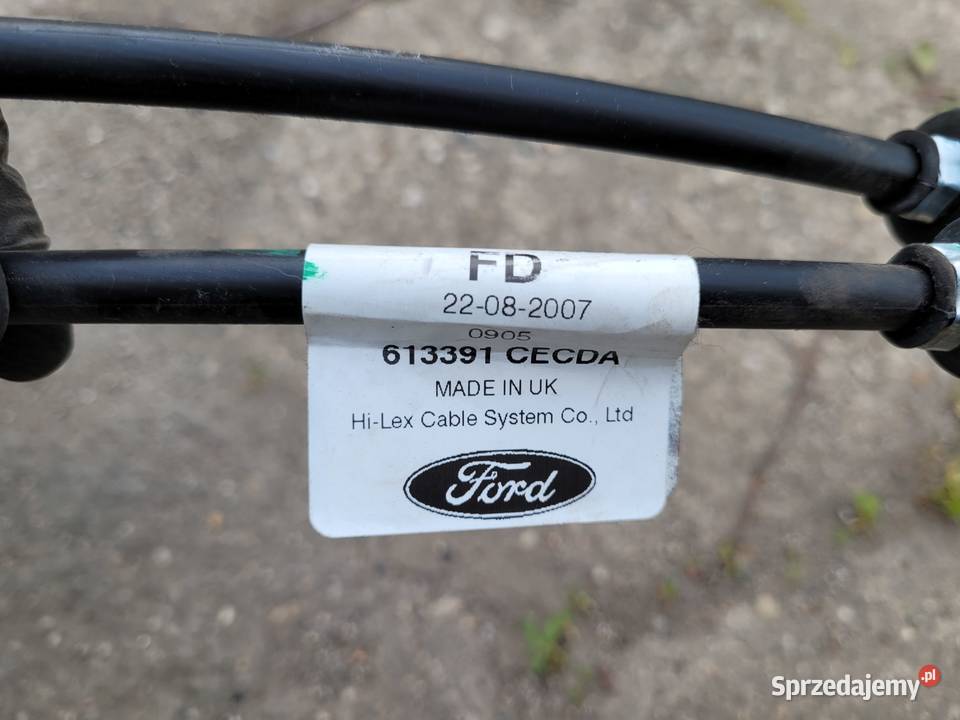 FD
22-08-2007
0905
613391 CECDA
MADE IN UK
Hi-Lex Cable System Co., Ltd
Ford
Sprzedajemy.pl